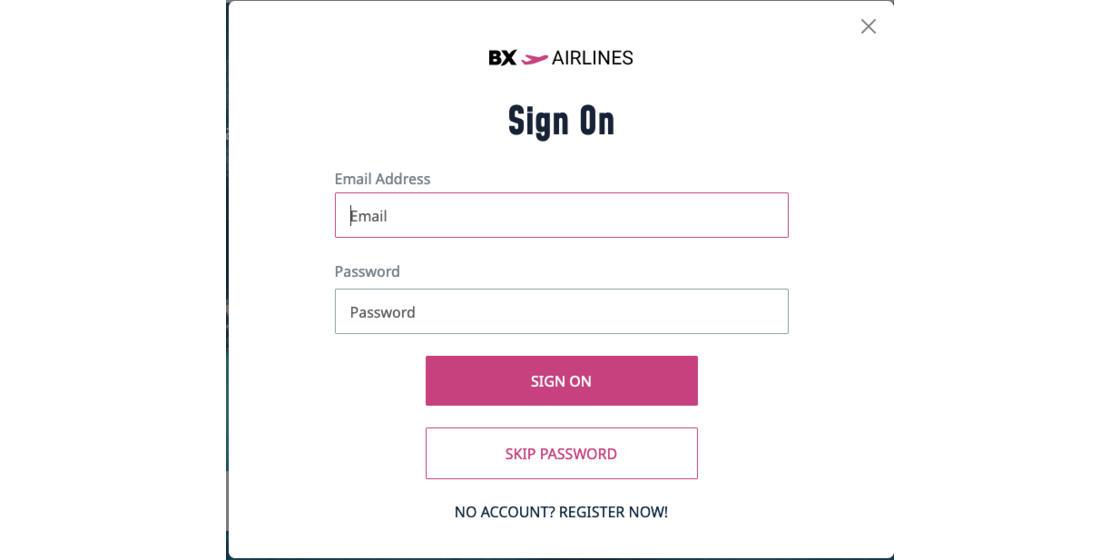 BX AIRLINES
Sign On
Email Address
Email
Password
Password
SIGN ON
SKIP PASSWORD
NO ACCOUNT? REGISTER NOW!